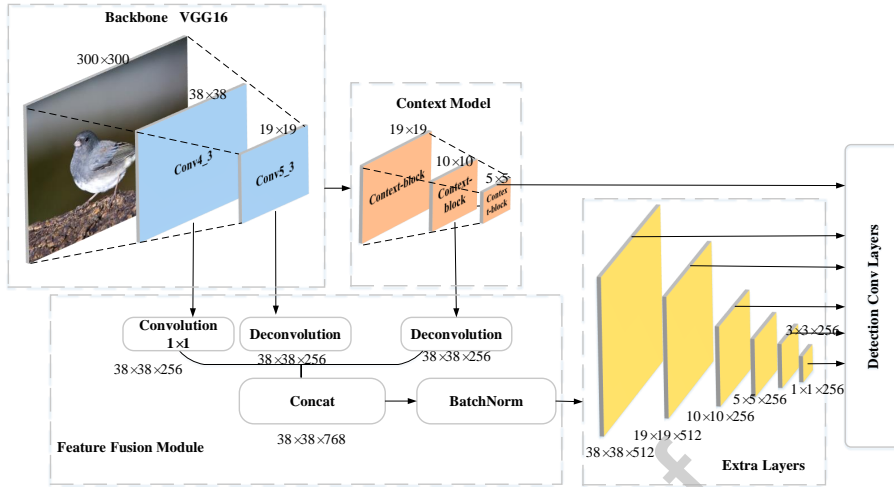 Backbone VGG16
300×300
38×38
19×19
Conv4_3
Conv5_3
Context Model
19×19
10×10
5×5
Context-block
Context-
block
Contex
t-block
Convolution
1×1
Deconvolution
Deconvolution
38×38×256
38×38×256
38×38×256
Concat
BatchNorm
38×38×768
Feature Fusion Module
3×3×256
1×1×256
5×5×256
10×10×256
19×19×512
38×38×512
Extra Layers
Detection Conv Layers
f